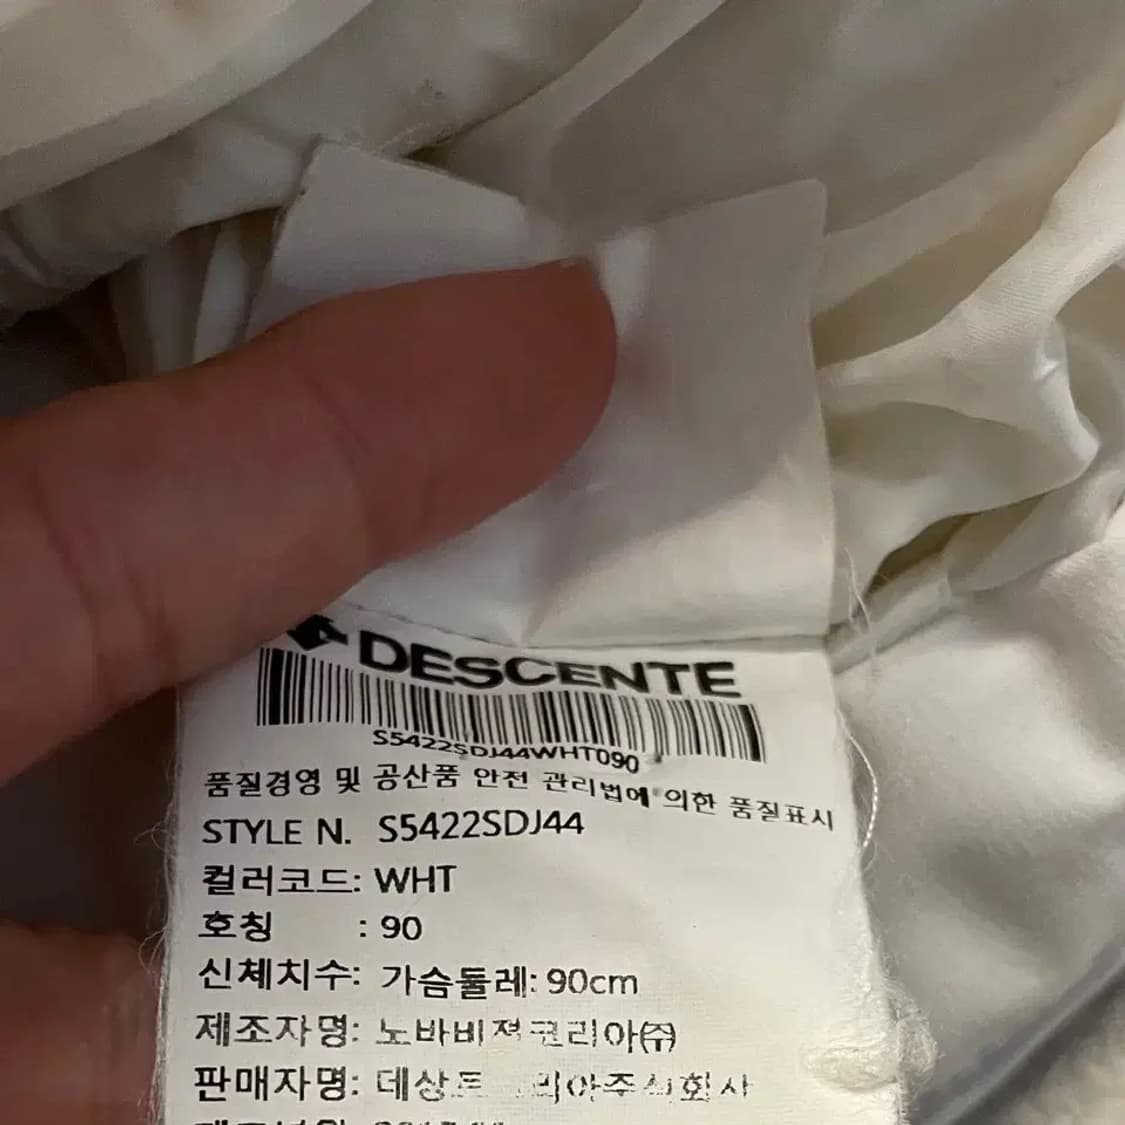 DESCENTE
S5422SDJ44WHT090
품질경영 및 공산품 안전 관리법에 의한 품질표시
STYLE N. S5422SDJ44
컬러코드: WHT
호칭 : 90
신체치수: 가슴둘레: 90cm
제조자명:
판매자명: